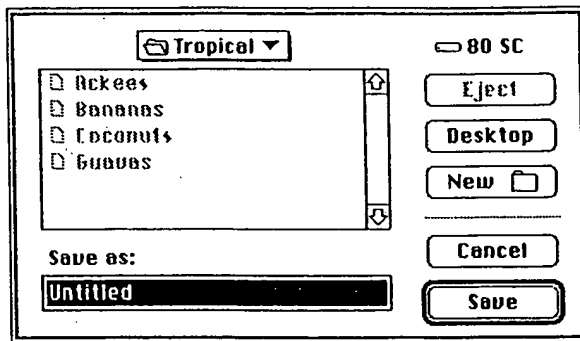 Tropical
80 SC
Ackees
Bananas
Coconuts
Guavas
Eject
Desktop
New
Cancel
Save
Save as:
Untitled